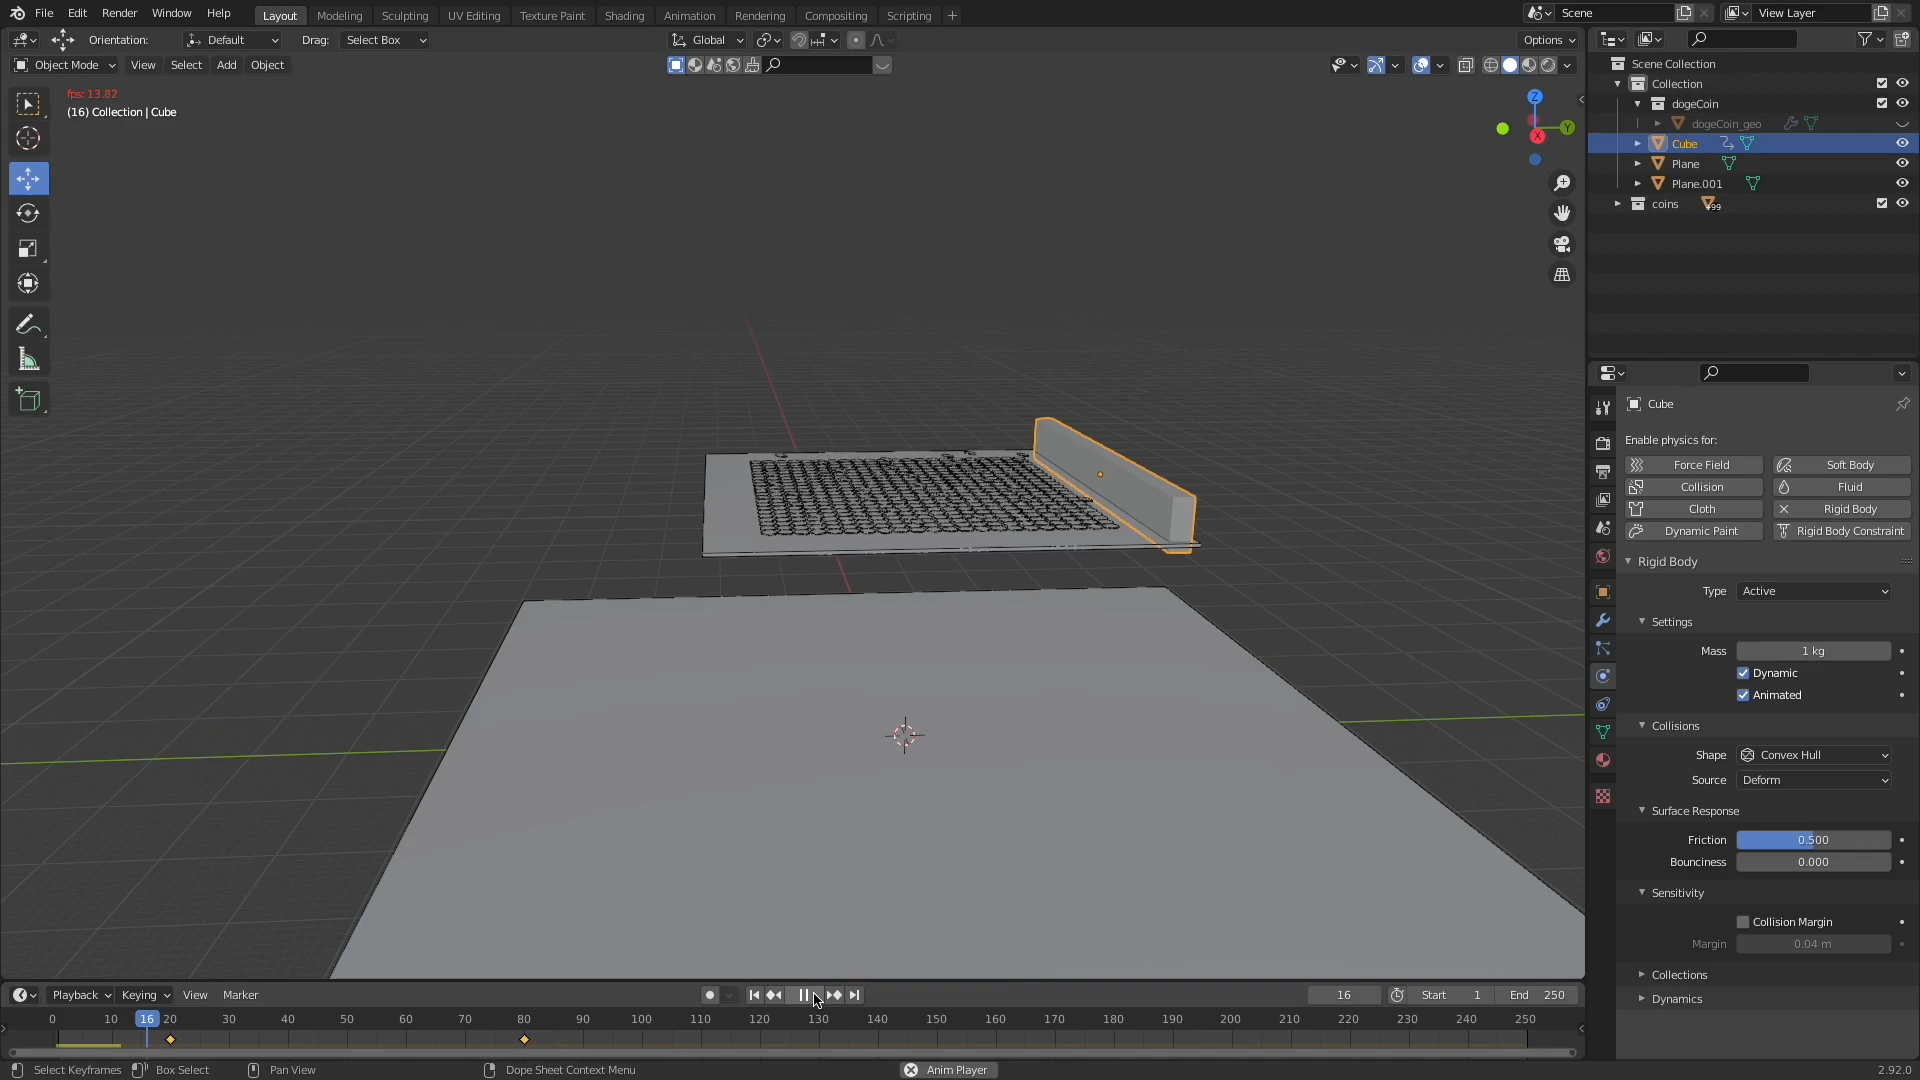 File Edit Render Window Help Layout Modeling Sculpting UV Editing Texture Paint Shading Animation Rendering Compositing Scripting Scene View Layer
Orientation: Default Drag: Select Box Global Options
Object Mode View Select Add Object
fps: 13.82
(16) Collection | Cube
Z
Y
X
Scene Collection
Collection
dogeCoin
dogeCoin_geo
Cube
Plane
Plane.001
coins +99
Cube
Enable physics for:
Force Field Soft Body
Collision Fluid
Cloth Rigid Body
Dynamic Paint Rigid Body Constraint
Rigid Body
Type Active
Settings
Mass 1 kg
Dynamic
Animated
Collisions
Shape Convex Hull
Source Deform
Surface Response
Friction 0.500
Bounciness 0.000
Sensitivity
Collision Margin
Margin 0.04 m
Collections
Dynamics
Playback Keying View Marker 16 Start 1 End 250
0 10 16 20 30 40 50 60 70 80 90 100 110 120 130 140 150 160 170 180 190 200 210 220 230 240 250
Select Keyframes Box Select Pan View Dope Sheet Context Menu Anim Player 2.92.0